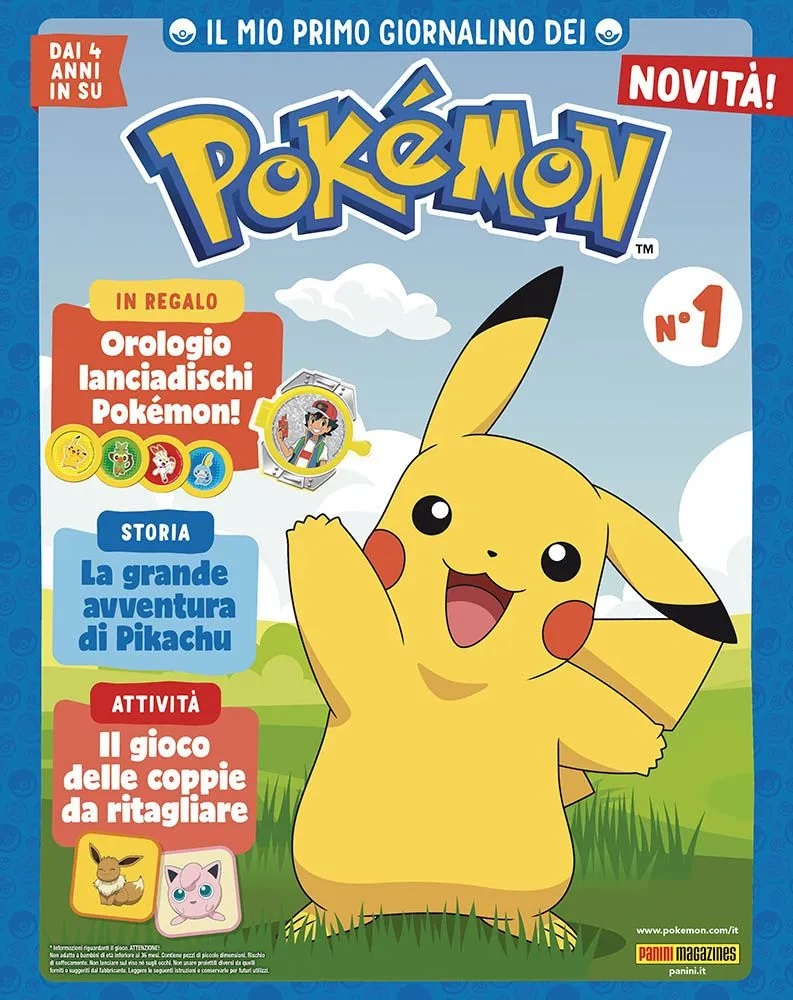 IL MIO PRIMO GIORNALINO DEI
DAI 4
ANNI
IN SU
NOVITÀ!
POKÉMON
TM
N° 1
IN REGALO
Orologio
lanciadischi
Pokémon!
STORIA
La grande
avventura
di Pikachu
ATTIVITÀ
Il gioco
delle coppie
da ritagliare
* Informazioni riguardanti il gioco. ATTENZIONE!
Non adatto a bambini di età inferiore ai 36 mesi. Contiene pezzi di piccole dimensioni. Rischio
di soffocamento. Non lanciare sul viso né sugli occhi. Non usare proiettili diversi da quelli
forniti o suggeriti dal fabbricante. Leggere le seguenti istruzioni e conservarle per futuri utilizzi.
www.pokemon.com/it
PANINI MAGAZINES
panini.it